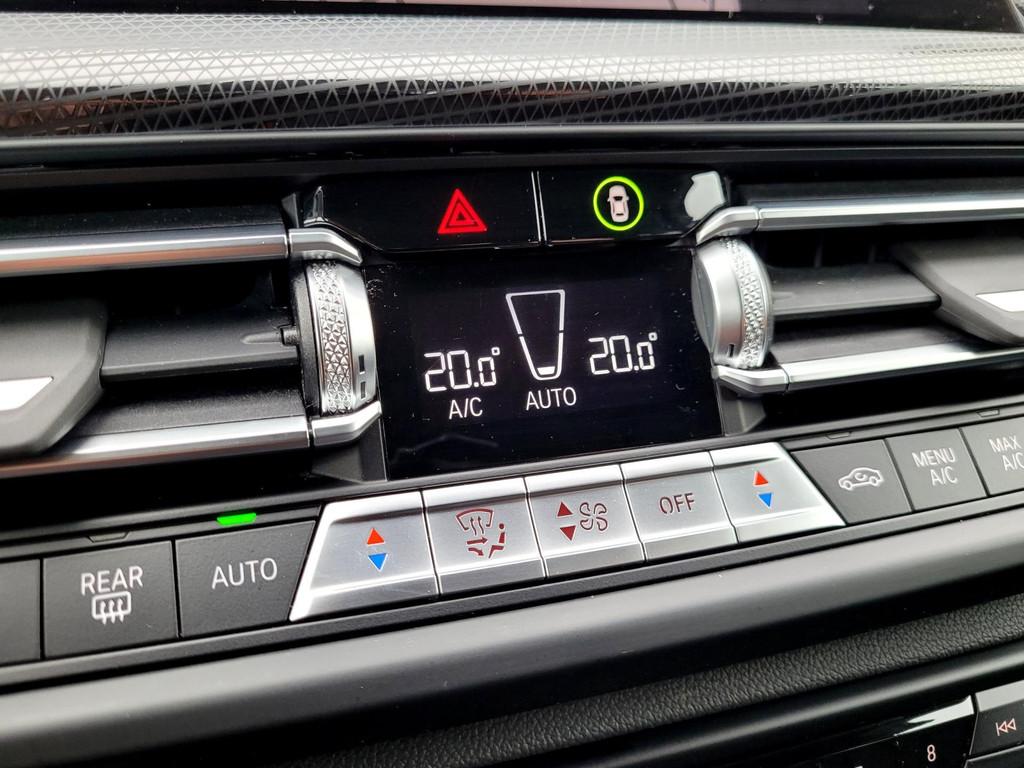 20.0°
20.0°
A/C
AUTO
REAR
AUTO
OFF
MENU
A/C
MAX
A/C
8